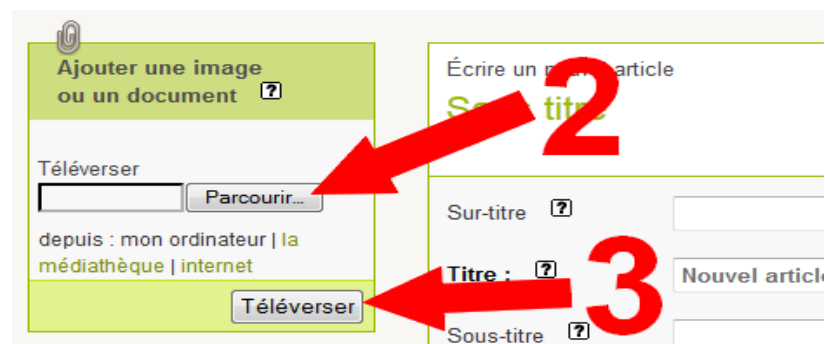 Ajouter une image
ou un document ?
Téléverser
Parcourir...
depuis : mon ordinateur | la
médiathèque | internet
Téléverser
2
3
Écrire un article
titre
Sur-titre ?
Titre : ?
Nouvel article
Sous-titre ?